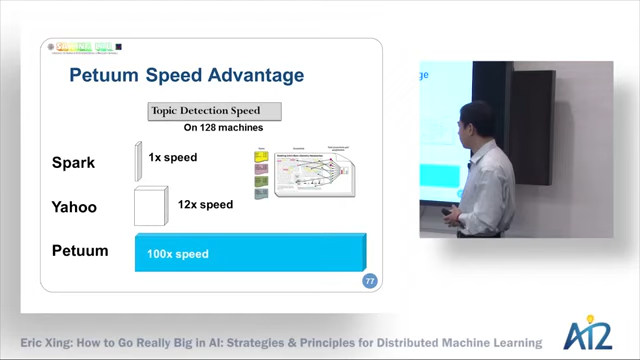 Petuum Speed Advantage
Topic Detection Speed
On 128 machines
Spark
1x speed
Yahoo
12x speed
Petuum
100x speed
77
Eric Xing: How to Go Really Big in AI: Strategies & Principles for Distributed Machine Learning
AI2